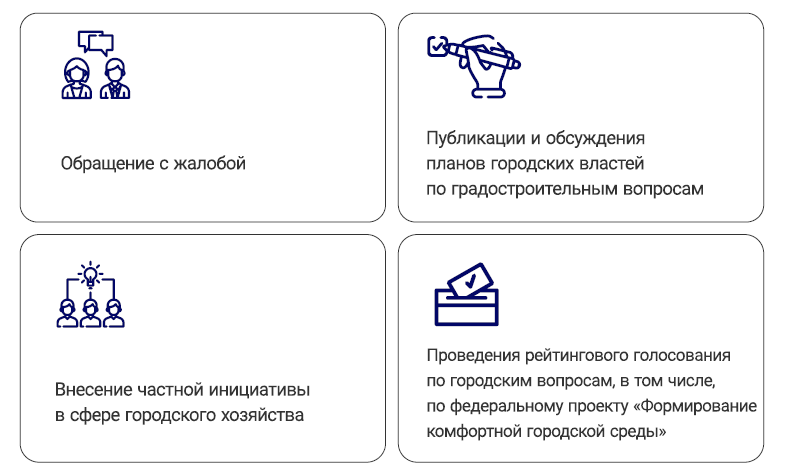 Обращение с жалобой
Публикации и обсуждения
планов городских властей
по градостроительным вопросам
Внесение частной инициативы
в сфере городского хозяйства
Проведения рейтингового голосования
по городским вопросам, в том числе,
по федеральному проекту «Формирование
комфортной городской среды»